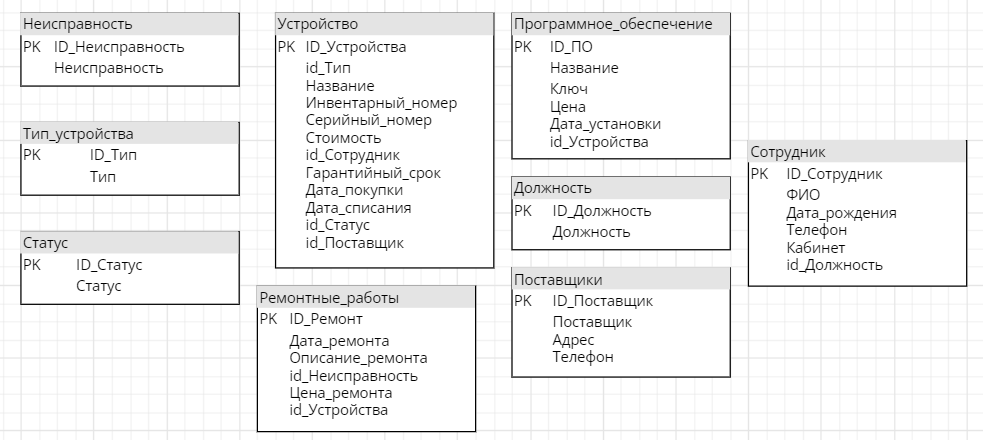 Неисправность
PK ID_Неисправность
Неисправность
Тип_устройства
PK ID_Тип
Тип
Статус
PK ID_Статус
Статус
Устройство
PK ID_Устройства
id_Тип
Название
Инвентарный_номер
Серийный_номер
Стоимость
id_Сотрудник
Гарантийный_срок
Дата_покупки
Дата_списания
id_Статус
id_Поставщик
Ремонтные_работы
PK ID_Ремонт
Дата_ремонта
Описание_ремонта
id_Неисправность
Цена_ремонта
id_Устройства
Программное_обеспечение
PK ID_ПО
Название
Ключ
Цена
Дата_установки
id_Устройства
Должность
PK ID_Должность
Должность
Поставщики
PK ID_Поставщик
Поставщик
Адрес
Телефон
Сотрудник
PK ID_Сотрудник
ФИО
Дата_рождения
Телефон
Кабинет
id_Должность